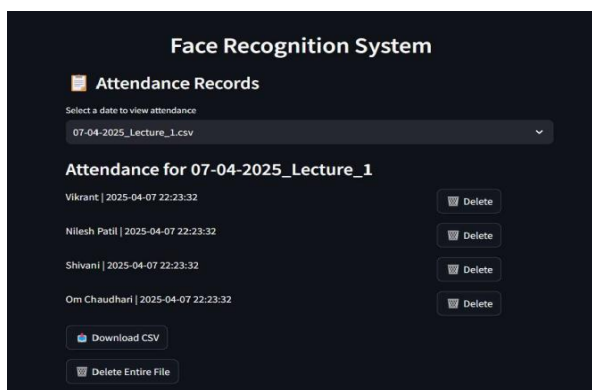 Face Recognition System
Attendance Records
Select a date to view attendance
07-04-2025_Lecture_1.csv
Attendance for 07-04-2025_Lecture_1
Vikrant | 2025-04-07 22:23:32
Delete
Nilesh Patil | 2025-04-07 22:23:32
Delete
Shivani | 2025-04-07 22:23:32
Delete
Om Chaudhari | 2025-04-07 22:23:32
Delete
Download CSV
Delete Entire File